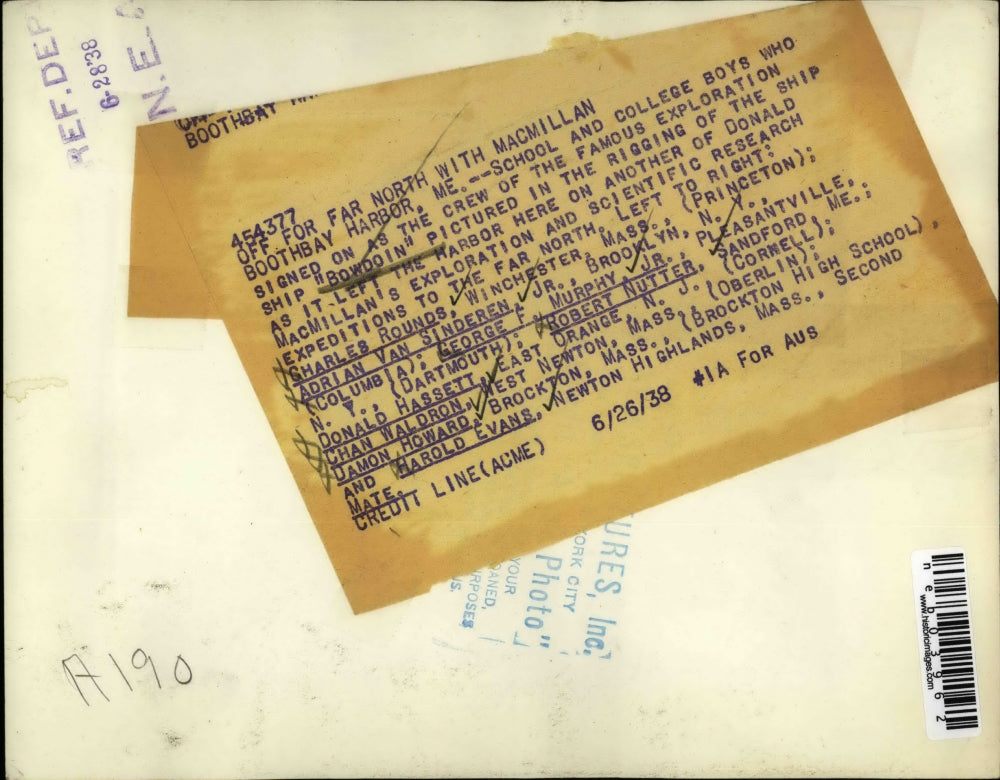 REF.DEP
6-28-38
N.E.A
BOOTHBAY HA
454377
OFF FOR FAR NORTH WITH MACMILLAN
BOOTHBAY HARBOR, ME.--SCHOOL AND COLLEGE BOYS WHO
SIGNED ON AS THE CREW OF THE FAMOUS EXPLORATION
SHIP "BOWDOIN" PICTURED IN THE RIGGING OF THE SHIP
AS IT LEFT THE HARBOR HERE ON ANOTHER OF DONALD
MACMILLAN'S EXPLORATION AND SCIENTIFIC RESEARCH
EXPEDITIONS TO THE FAR NORTH. LEFT TO RIGHT:
CHARLES ROUNDS, WINCHESTER, MASS., (PRINCETON);
ADRIAN VAN SINDEREN, JR., BROOKLYN, N. Y.,
(COLUMBIA); GEORGE F. MURPHY, JR., PLEASANTVILLE,
N. Y., (DARTMOUTH); ROBERT NUTTER, SANDFORD, ME.;
DONALD HASSETT, EAST ORANGE, N. J. (CORNELL);
CHAN WALDRON, WEST NEWTON, MASS., (OBERLIN);
DAMON HOWARD, BROCKTON, MASS., (BROCKTON HIGH SCHOOL),
AND HAROLD EVANS, NEWTON HIGHLANDS, MASS., SECOND
MATE.
CREDIT LINE (ACME) 6/26/38 #1A FOR AUS
URES, Inc.
ORK CITY
Photo"
YOUR
OANED,
RPOSES
US.
A190
neb03962
www.historicimages.com